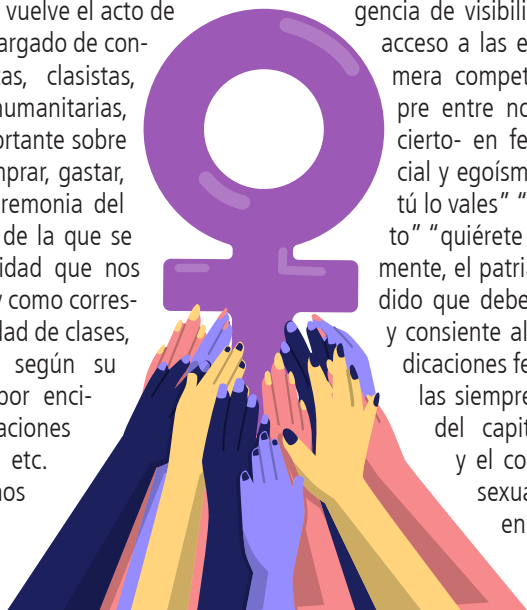 vuelve el acto de
argado de con-
as, clasistas,
humanitarias,
ortante sobre
mprar, gastar,
remonia del
de la que se
idad que nos
y como corres-
dad de clases,
según su
por enci-
aciones
etc.
nos
gencia de visibili
acceso a las e
mera compet
pre entre no
cierto- en fe
cial y egoísm
tú lo vales” “
to” “quiérete
mente, el patri
dido que debe
y consiente al
dicaciones fe
las siempre
del capit
y el co
sexua
en